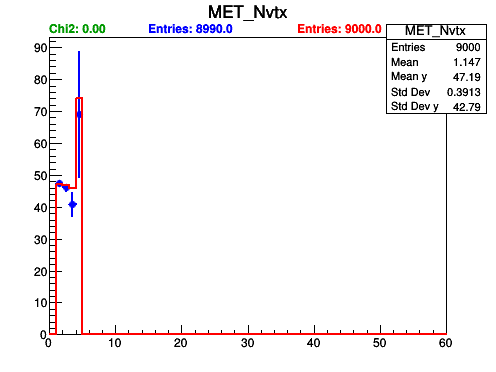 MET_Nvtx
Chi2: 0.00 Entries: 8990.0 Entries: 9000.0
MET_Nvtx
Entries 9000
Mean 1.147
Mean y 47.19
Std Dev 0.3913
Std Dev y 42.79
90
80
70
60
50
40
30
20
10
0
0 10 20 30 40 50 60